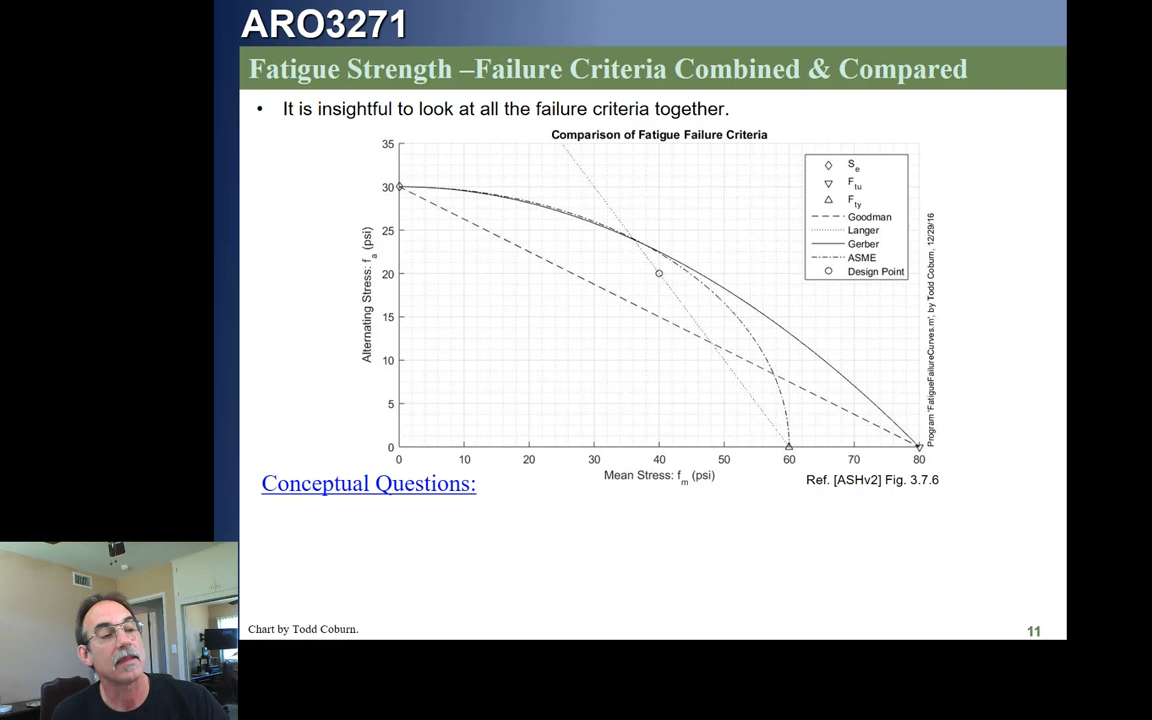 ARO3271
Fatigue Strength –Failure Criteria Combined & Compared
• It is insightful to look at all the failure criteria together.
Comparison of Fatigue Failure Criteria
35
30
25
20
15
10
5
0
Alternating Stress: fa (psi)
0 10 20 30 40 50 60 70 80
Mean Stress: fm (psi)
Se
Ftu
Fty
Goodman
Langer
Gerber
ASME
Design Point
Program 'FatigueFailureCurves.m', by Todd Coburn, 12/29/16
Ref. [ASHv2] Fig. 3.7.6
Conceptual Questions:
Chart by Todd Coburn.
11